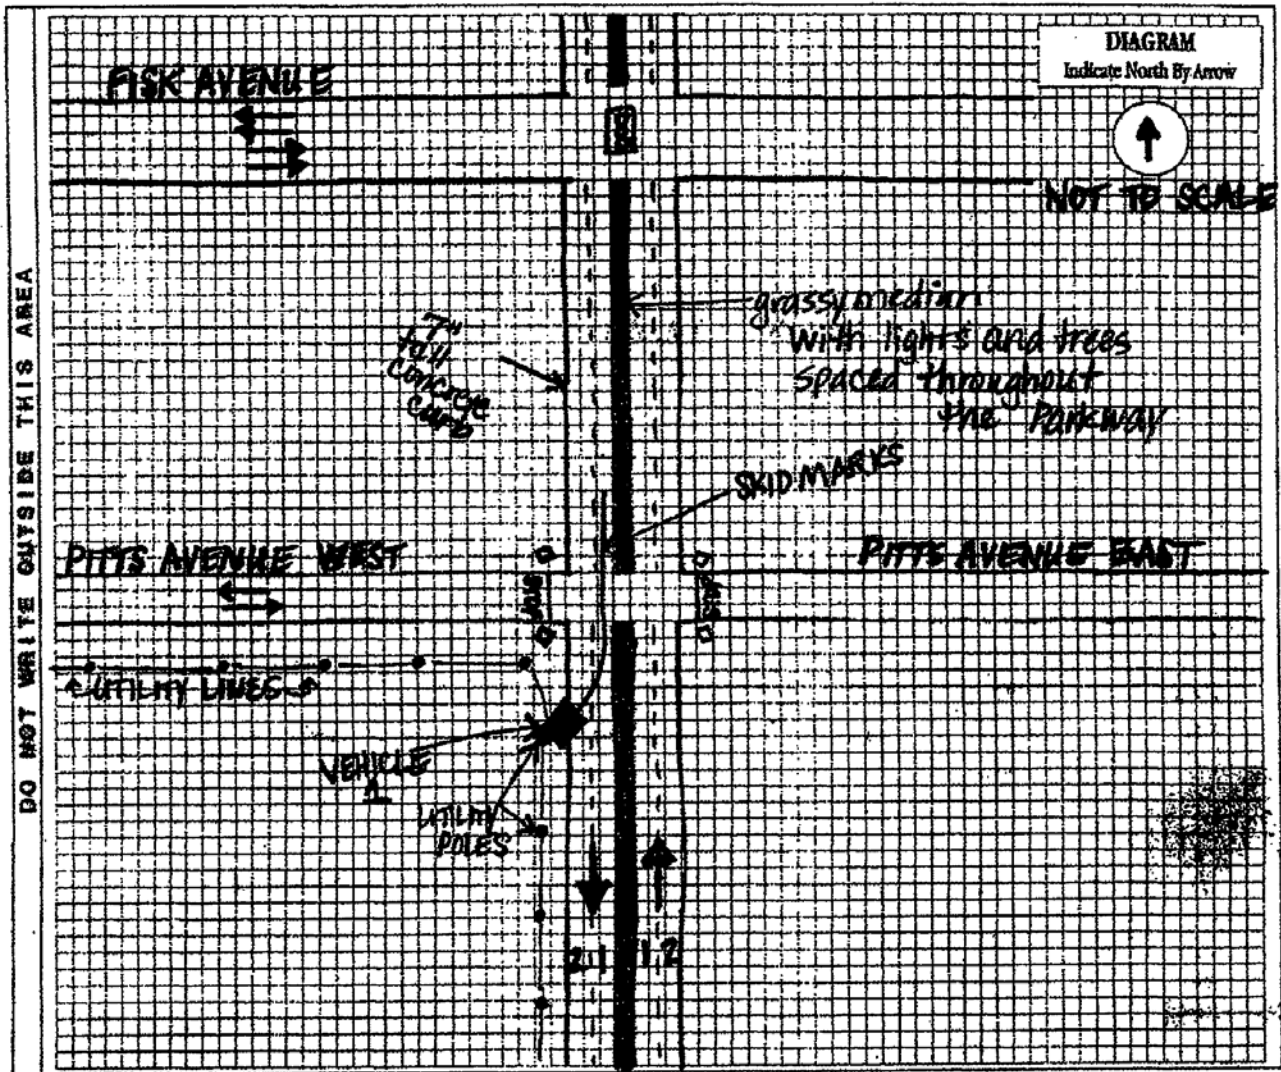 DIAGRAM
Indicate North By Arrow
FISK AVENUE
NOT TO SCALE
DO NOT WRITE OUTSIDE THIS AREA
7"
tall
concrete
curb
grassy median
with lights and trees
spaced throughout
the Parkway
SKID MARKS
PITTS AVENUE WEST
STOP
STOP
PITTS AVENUE EAST
UTILITY LINES
VEHICLE
1
UTILITY
POLES
2 1 1 2